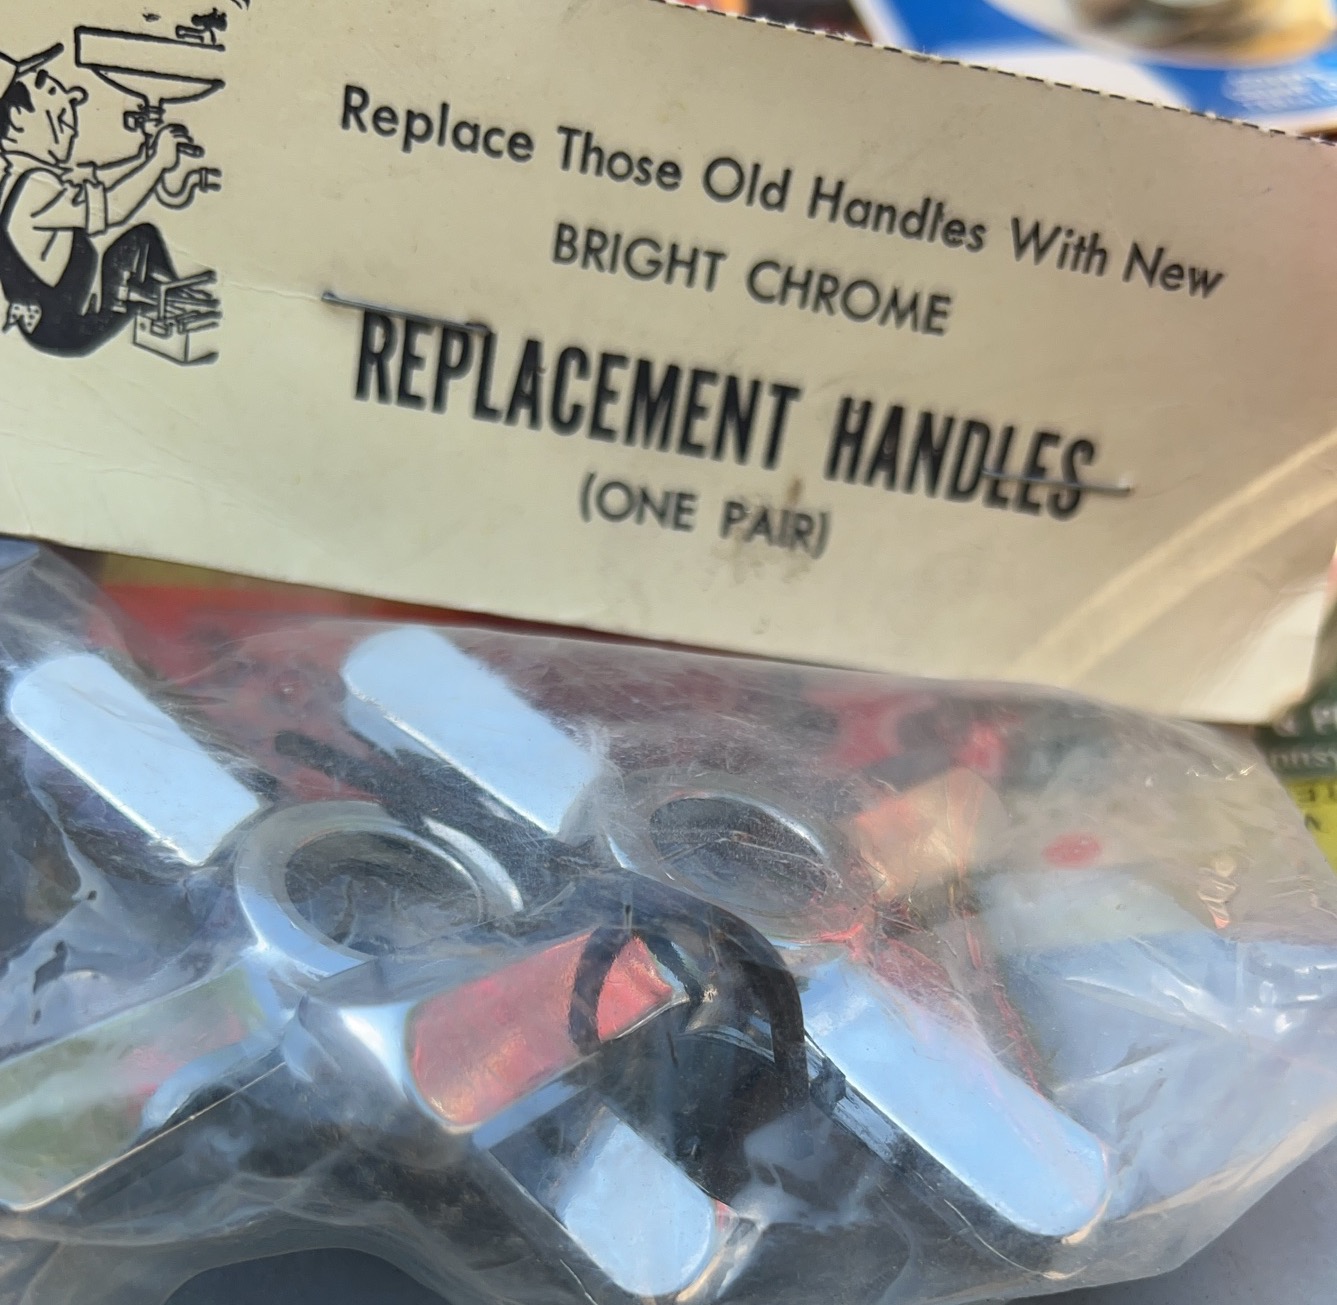 Replace Those Old Handles With New
BRIGHT CHROME
REPLACEMENT HANDLES
(ONE PAIR)